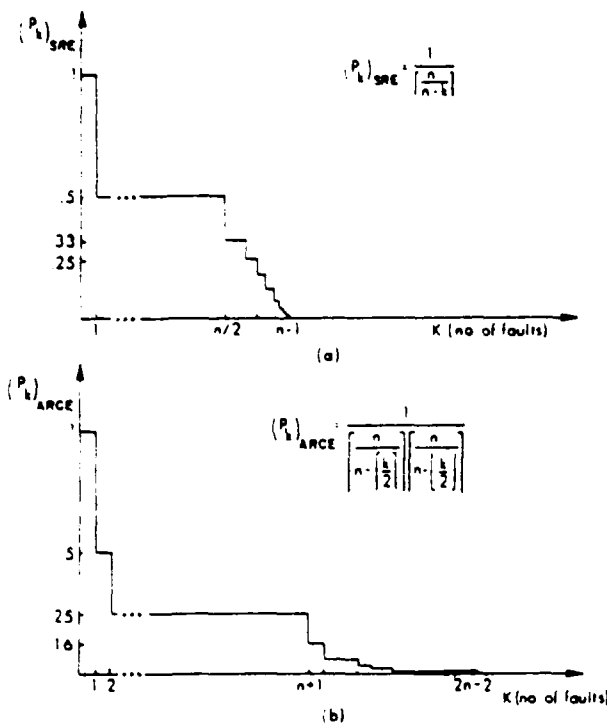 (P_k)_SRE
(P_k)_SRE = 1 / ⌈n / (n-k)⌉
1
.5
.33
.25
1 n/2 n-1
K (no of faults)
(a)
(P_k)_ARCE
(P_k)_ARCE = 1 / (⌈n / (n-⌈k/2⌉)⌉ ⌈n / (n-⌊k/2⌋)⌉)
1
.5
.25
.16
1 2 n+1 2n-2
K (no of faults)
(b)